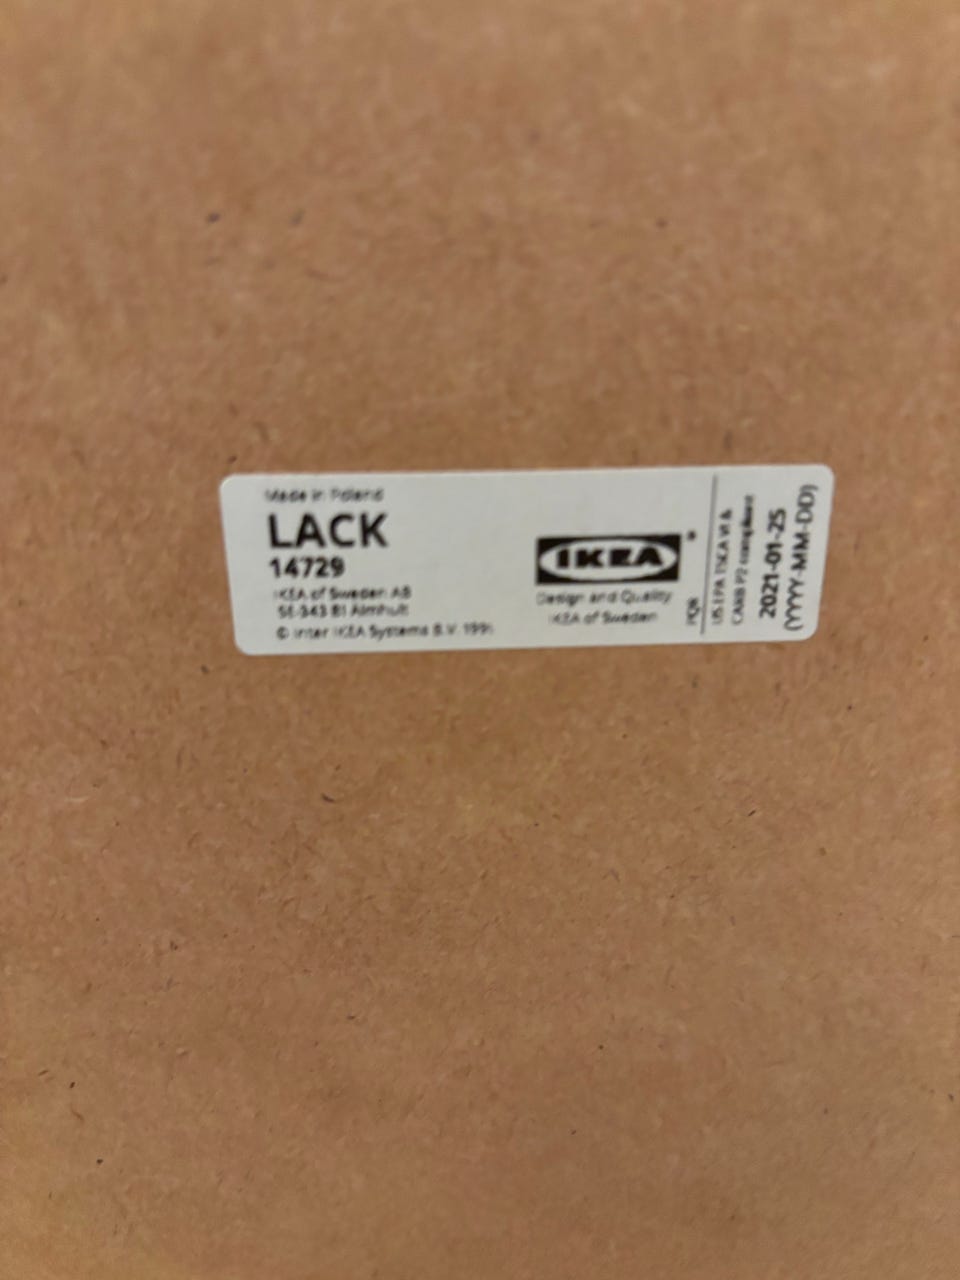 Made in Poland
LACK
14729
IKEA of Sweden AB
SE-343 81 Älmhult
© Inter IKEA Systems B.V.
IKEA
Design and Quality
IKEA of Sweden
US EPA TSCA VI &
CARB P2 compliant
2021-01-25
(YYYY-MM-DD)